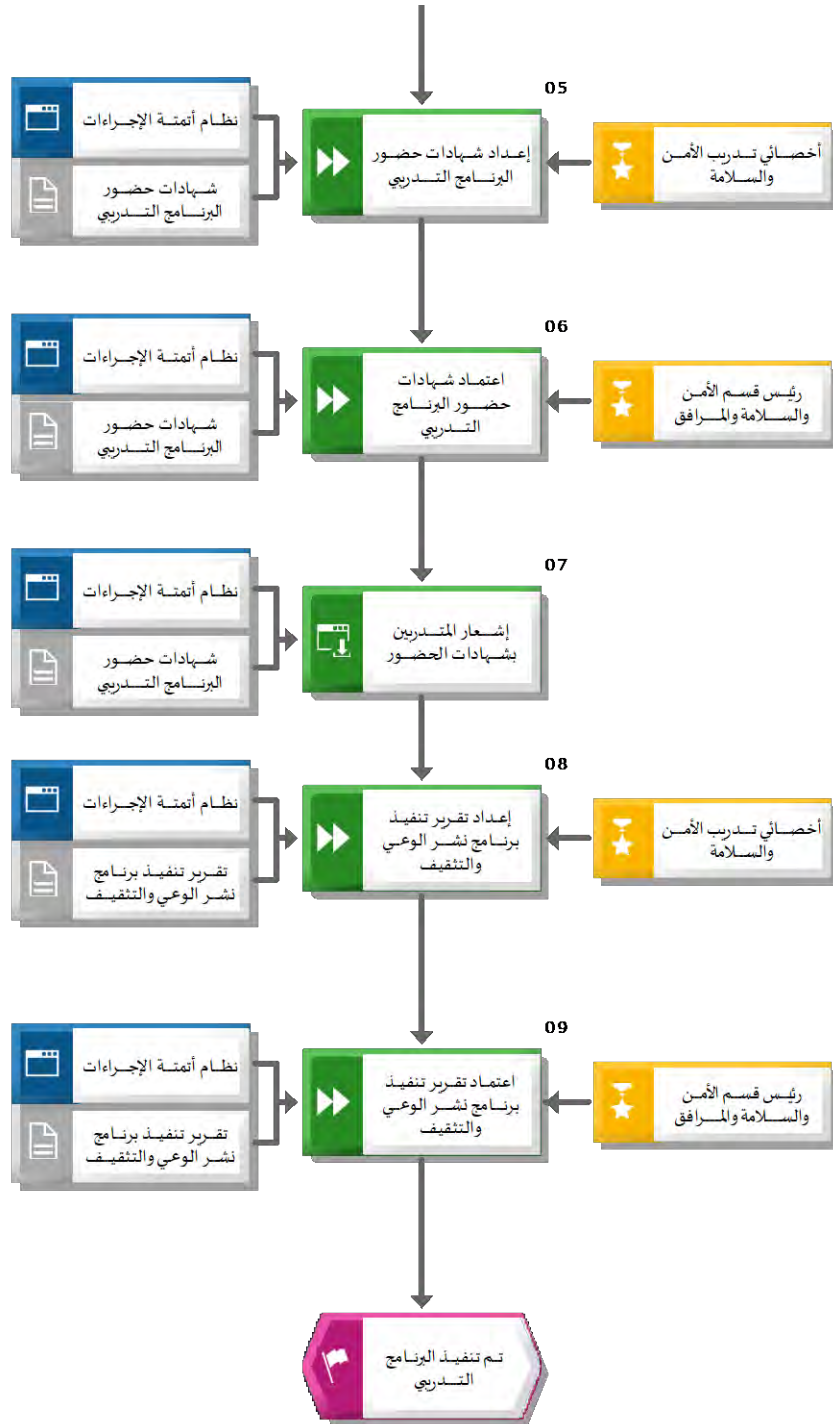 05
أخصائي تدريب الأمن
والسلامة
إعداد شهادات حضور
البرنامج التدريبي
نظام أتمتة الإجراءات
شهادات حضور
البرنامج التدريبي
06
رئيس قسم الأمن
والسلامة والمرافق
اعتماد شهادات
حضور البرنامج
التدريبي
نظام أتمتة الإجراءات
شهادات حضور
البرنامج التدريبي
07
إشعار المتدربين
بشهادات الحضور
نظام أتمتة الإجراءات
شهادات حضور
البرنامج التدريبي
08
أخصائي تدريب الأمن
والسلامة
إعداد تقرير تنفيذ
برنامج نشر الوعي
والتثقيف
نظام أتمتة الإجراءات
تقرير تنفيذ برنامج
نشر الوعي والتثقيف
09
رئيس قسم الأمن
والسلامة والمرافق
اعتماد تقرير تنفيذ
برنامج نشر الوعي
والتثقيف
نظام أتمتة الإجراءات
تقرير تنفيذ برنامج
نشر الوعي والتثقيف
تم تنفيذ البرنامج
التدريبي